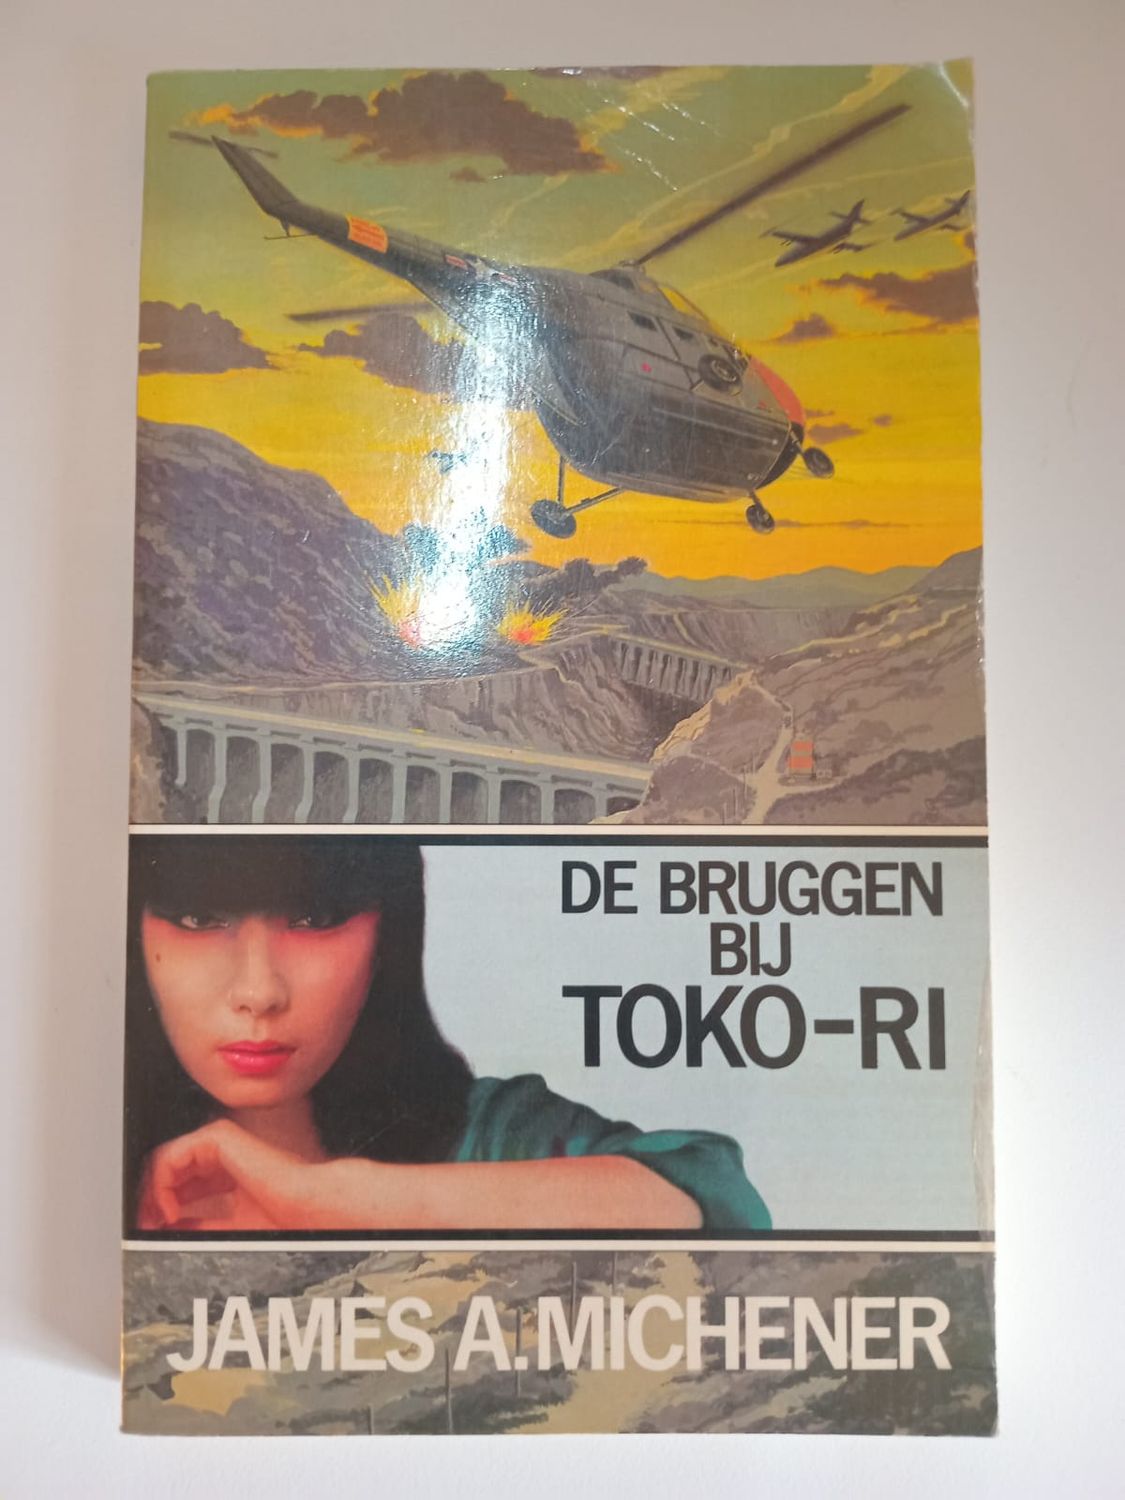 DE BRUGGEN
BIJ
TOKO-RI
JAMES A. MICHENER